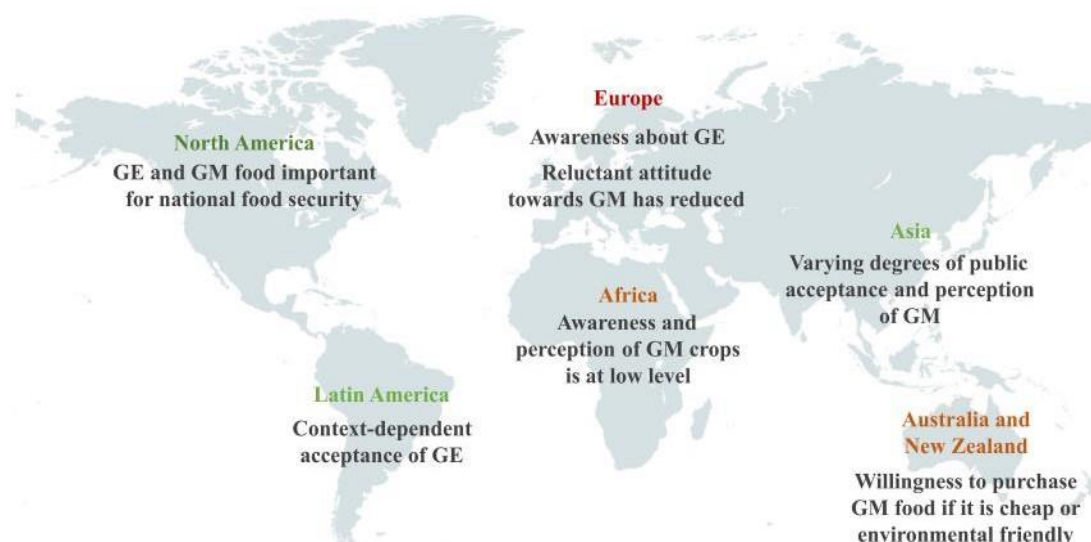 North America
GE and GM food important
for national food security
Europe
Awareness about GE
Reluctant attitude
towards GM has reduced
Asia
Varying degrees of public
acceptance and perception
of GM
Africa
Awareness and
perception of GM crops
is at low level
Latin America
Context-dependent
acceptance of GE
Australia and
New Zealand
Willingness to purchase
GM food if it is cheap or
environmental friendly